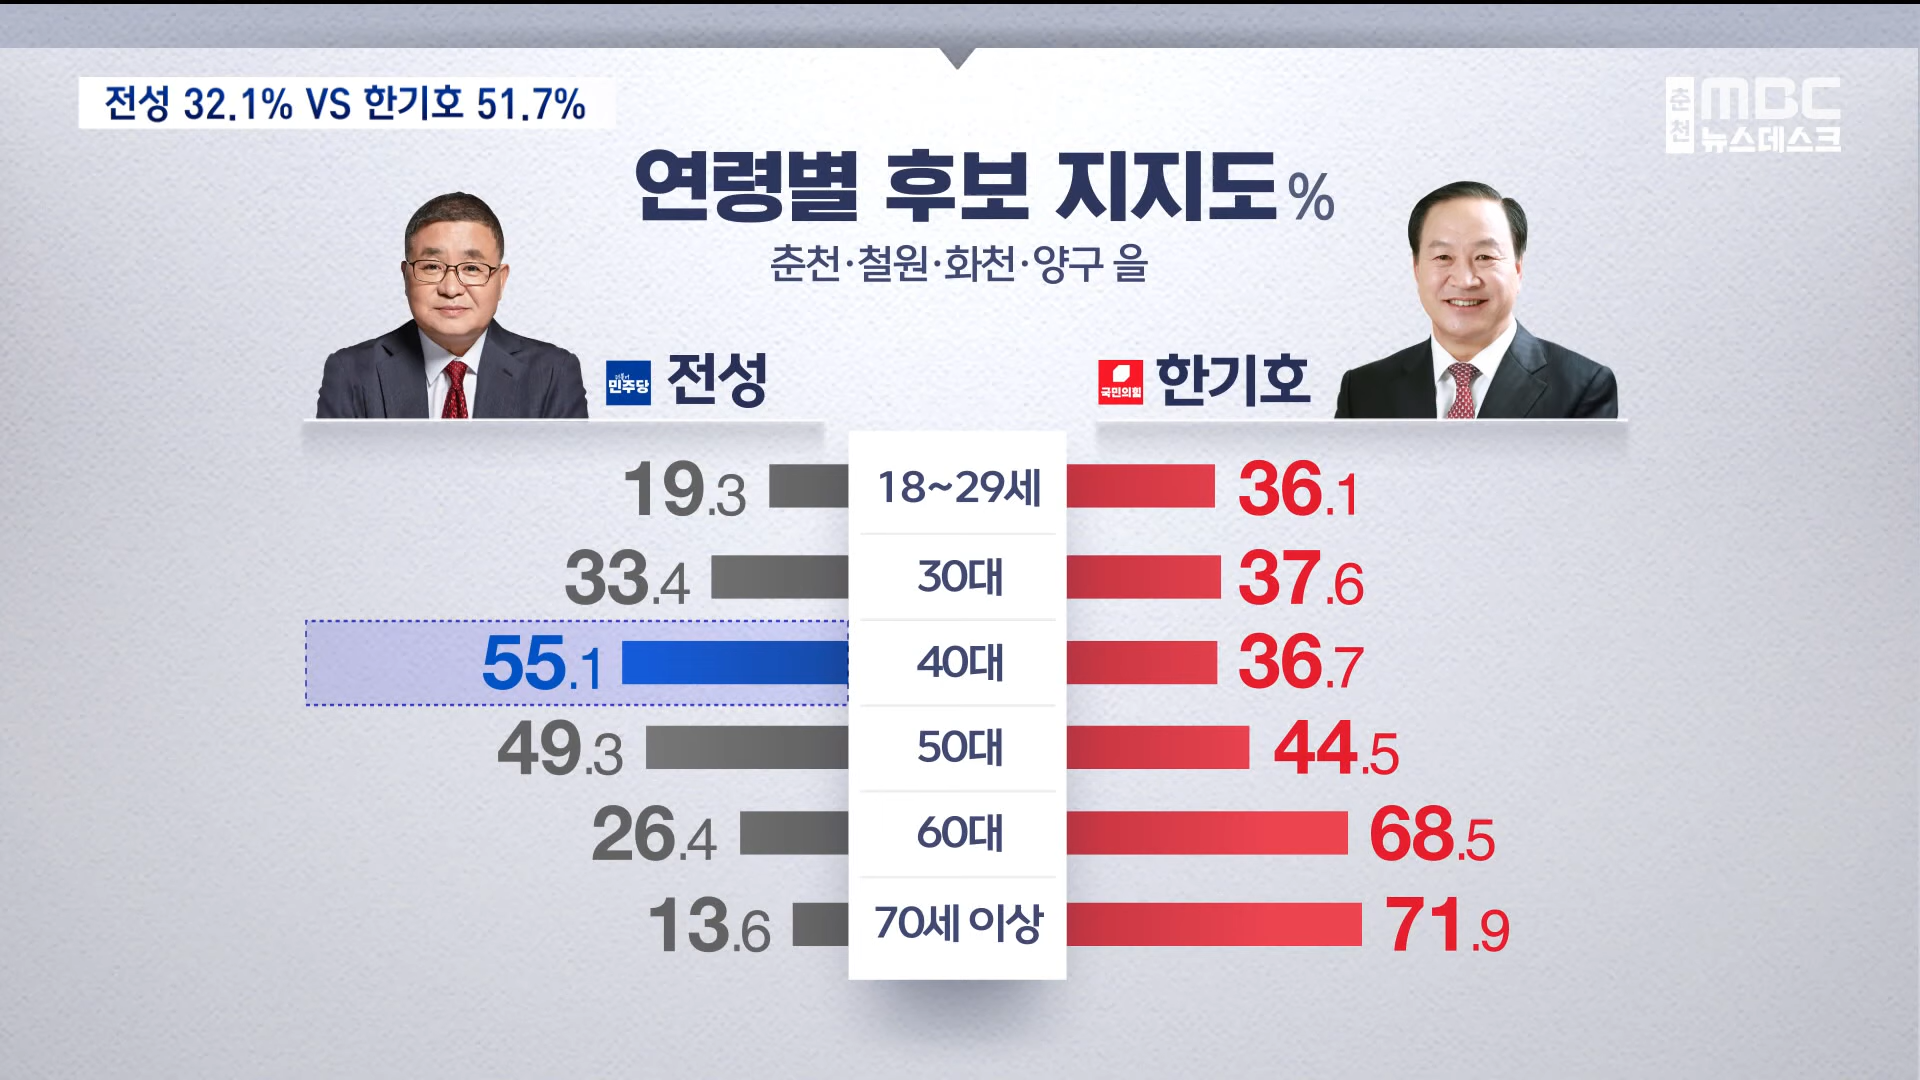 전성 32.1% VS 한기호 51.7%
춘천 MBC
뉴스데스크
연령별 후보 지지도 %
춘천·철원·화천·양구 을
더불어
민주당 전성
국민의힘 한기호
19.3 18~29세 36.1
33.4 30대 37.6
55.1 40대 36.7
49.3 50대 44.5
26.4 60대 68.5
13.6 70세 이상 71.9